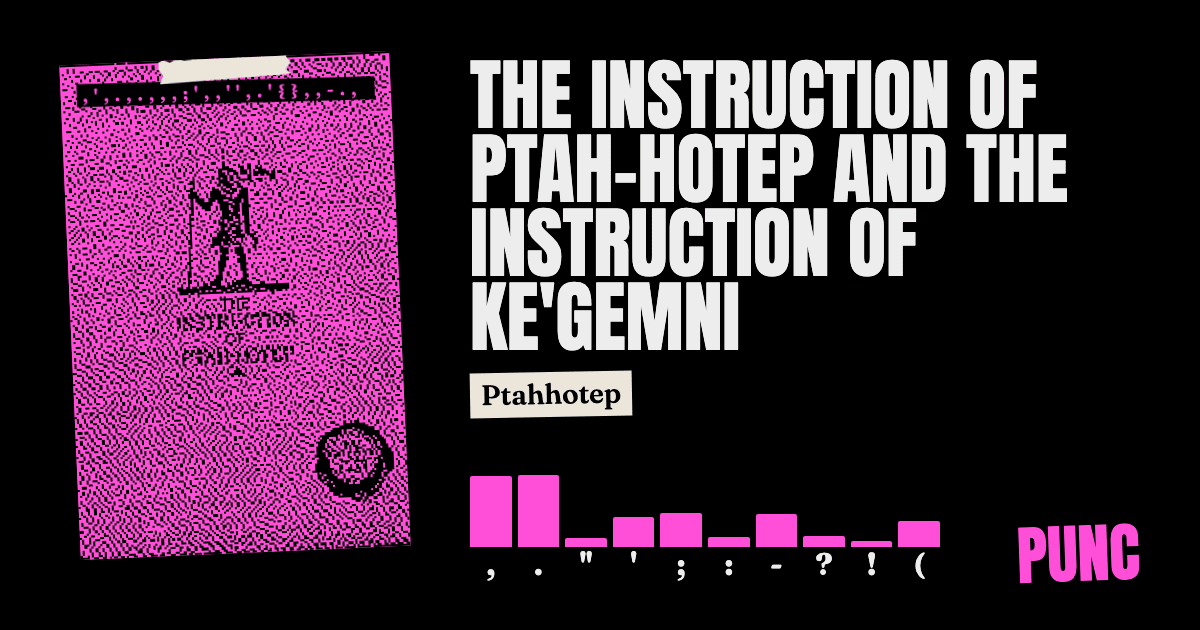 THE
INSTRUCTION
OF
PTAH-HOTEP
THE INSTRUCTION OF
PTAH-HOTEP AND THE
INSTRUCTION OF
KE'GEMNI
Ptahhotep
, . " ' ; : - ? ! (
PUNC